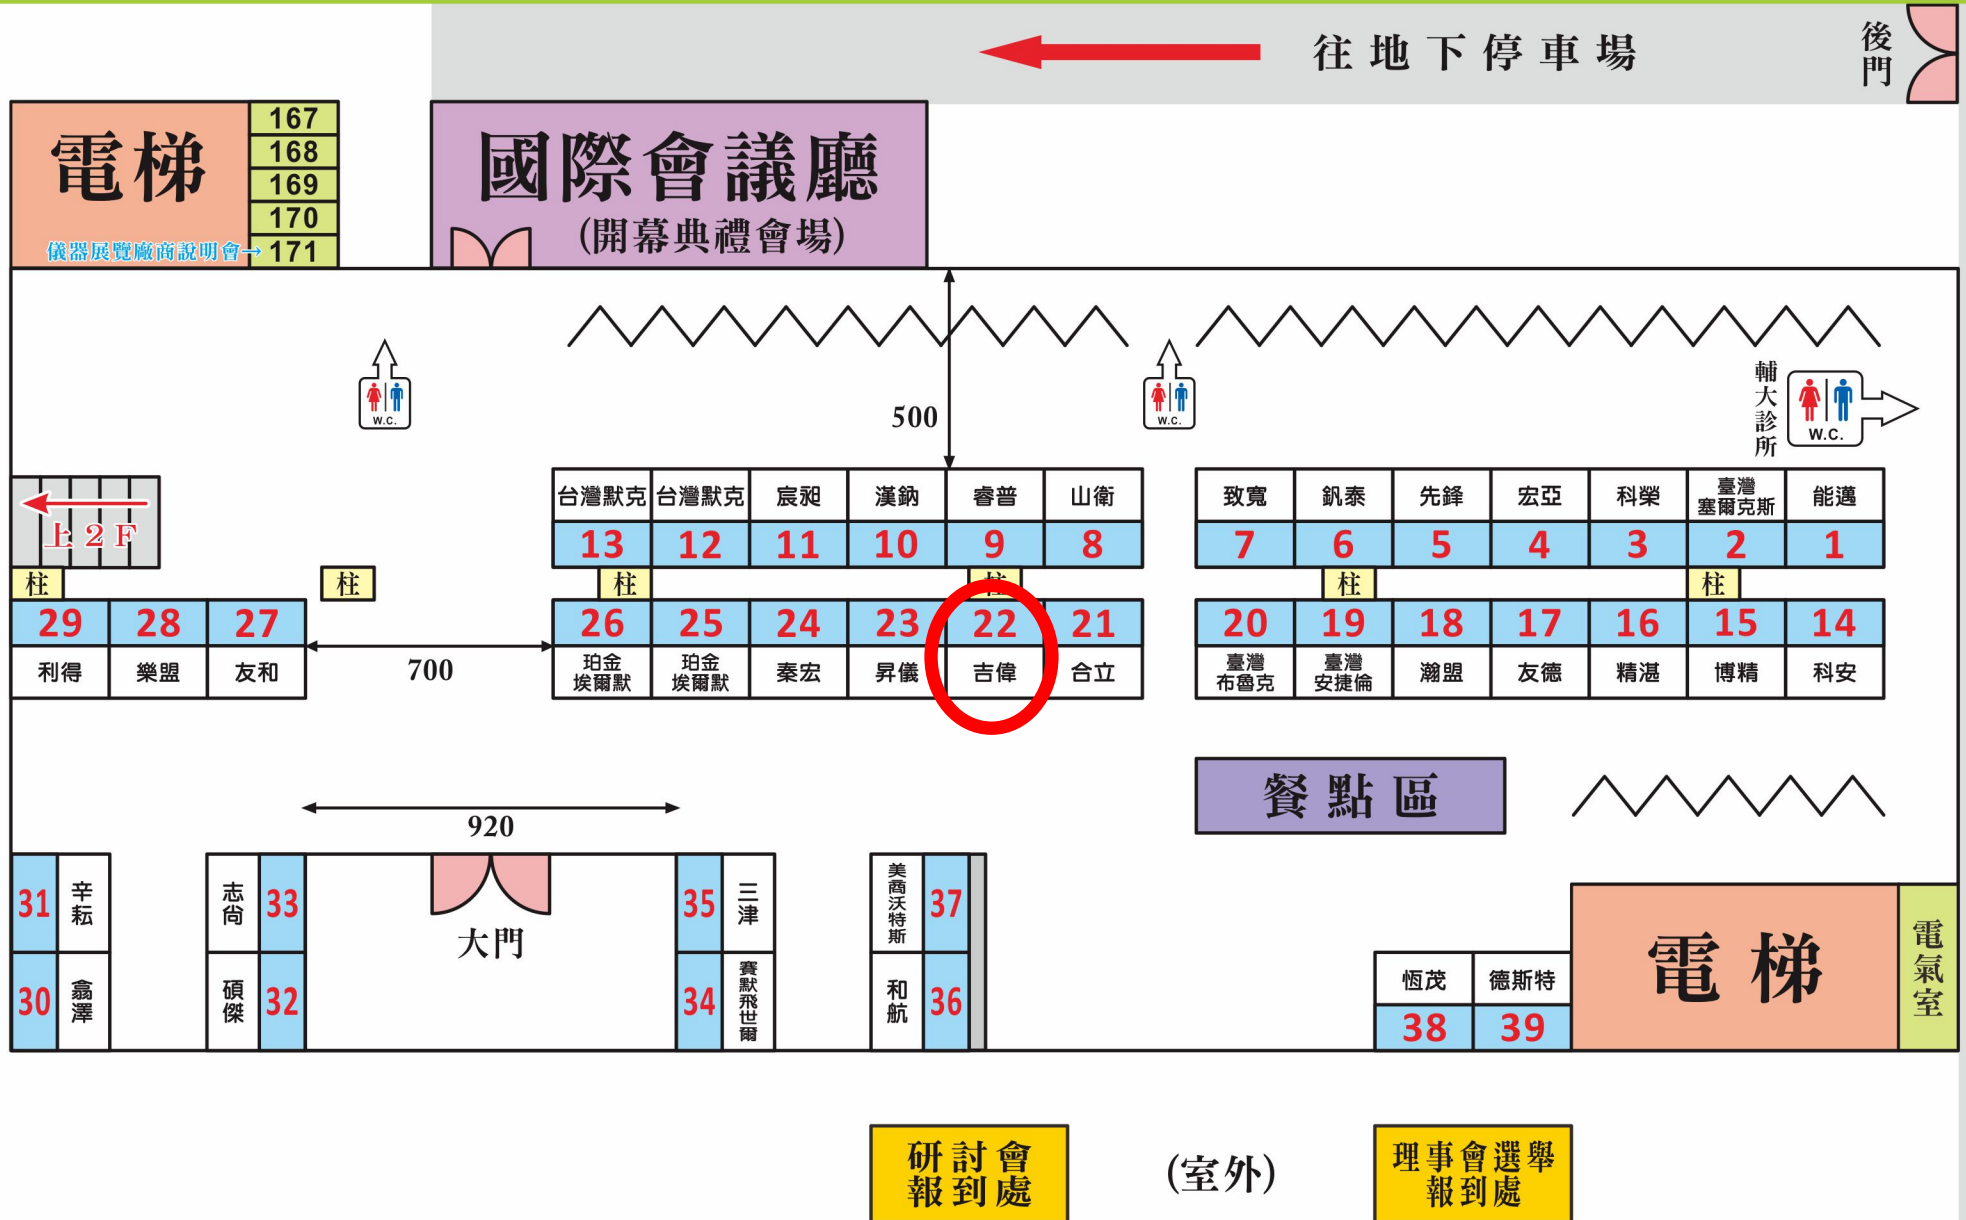 往地下停車場
後門
電梯
167
168
169
170
儀器展覽廠商說明會→ 171
國際會議廳
(開幕典禮會場)
W.C.
500
W.C.
輔大診所
W.C.
上2F
台灣默克 台灣默克 宸昶 漢鈉 睿普 山衛
13 12 11 10 9 8
致寬 釩泰 先鋒 宏亞 科榮 臺灣塞爾克斯 能邁
7 6 5 4 3 2 1
柱 柱 柱 柱 柱 柱
29 28 27
利得 樂盟 友和
700
26 25 24 23 22 21
珀金埃爾默 珀金埃爾默 秦宏 昇儀 吉偉 合立
20 19 18 17 16 15 14
臺灣布魯克 臺灣安捷倫 瀚盟 友德 精湛 博精 科安
餐點區
920
31 辛耘
30 翕澤
志尚 33
碩傑 32
大門
35 三津
34 賽默飛世爾
美商沃特斯 37
和航 36
恆茂 德斯特
38 39
電梯
電氣室
研討會
報到處
(室外)
理事會選舉
報到處